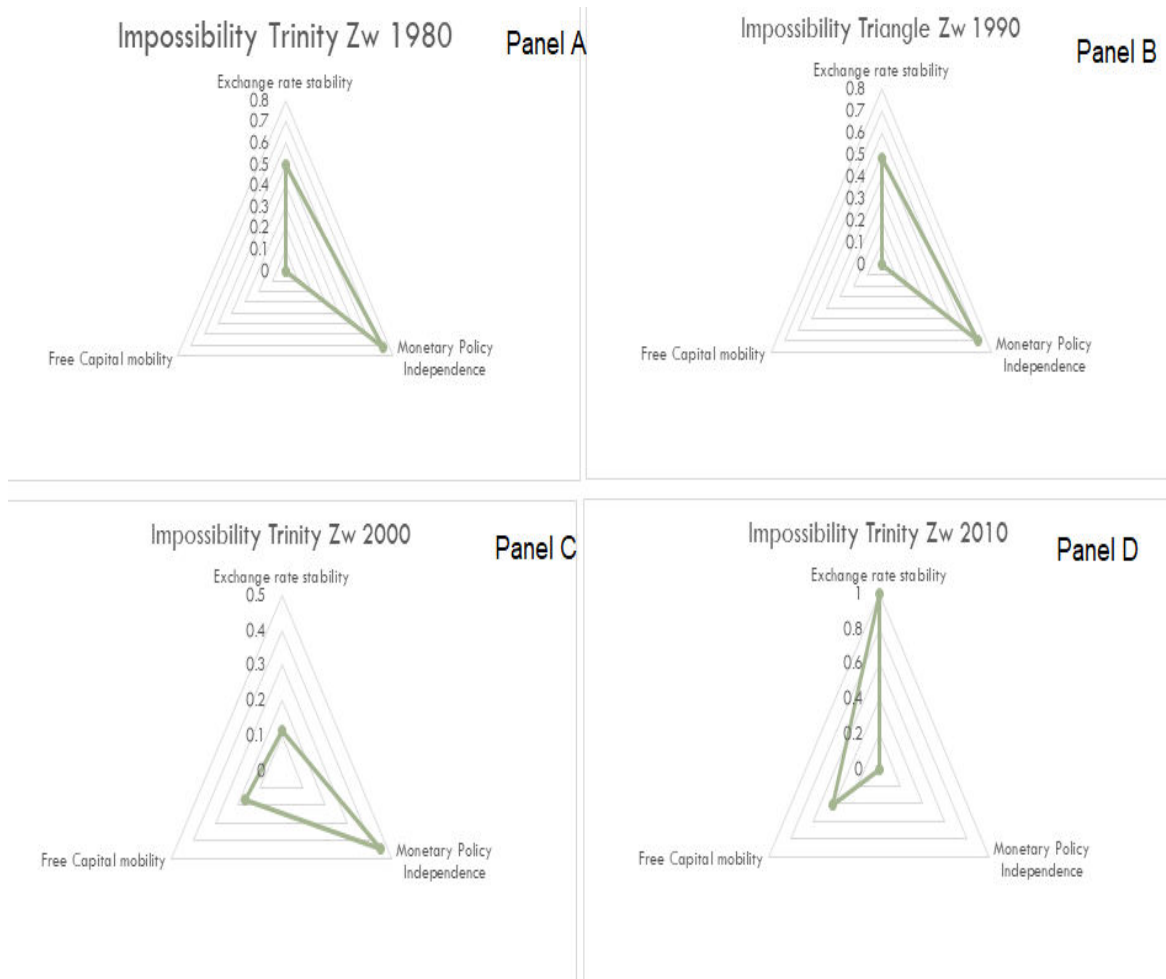 Impossibility Trinity Zw 1980
Panel A
Exchange rate stability
0.8
0.7
0.6
0.5
0.4
0.3
0.2
0.1
0
Free Capital mobility
Monetary Policy
Independence
Impossibility Triangle Zw 1990
Panel B
Exchange rate stability
0.8
0.7
0.6
0.5
0.4
0.3
0.2
0.1
0
Free Capital mobility
Monetary Policy
Independence
Impossibility Trinity Zw 2000
Panel C
Exchange rate stability
0.5
0.4
0.3
0.2
0.1
0
Free Capital mobility
Monetary Policy
Independence
Impossibility Trinity Zw 2010
Panel D
Exchange rate stability
1
0.8
0.6
0.4
0.2
0
Free Capital mobility
Monetary Policy
Independence